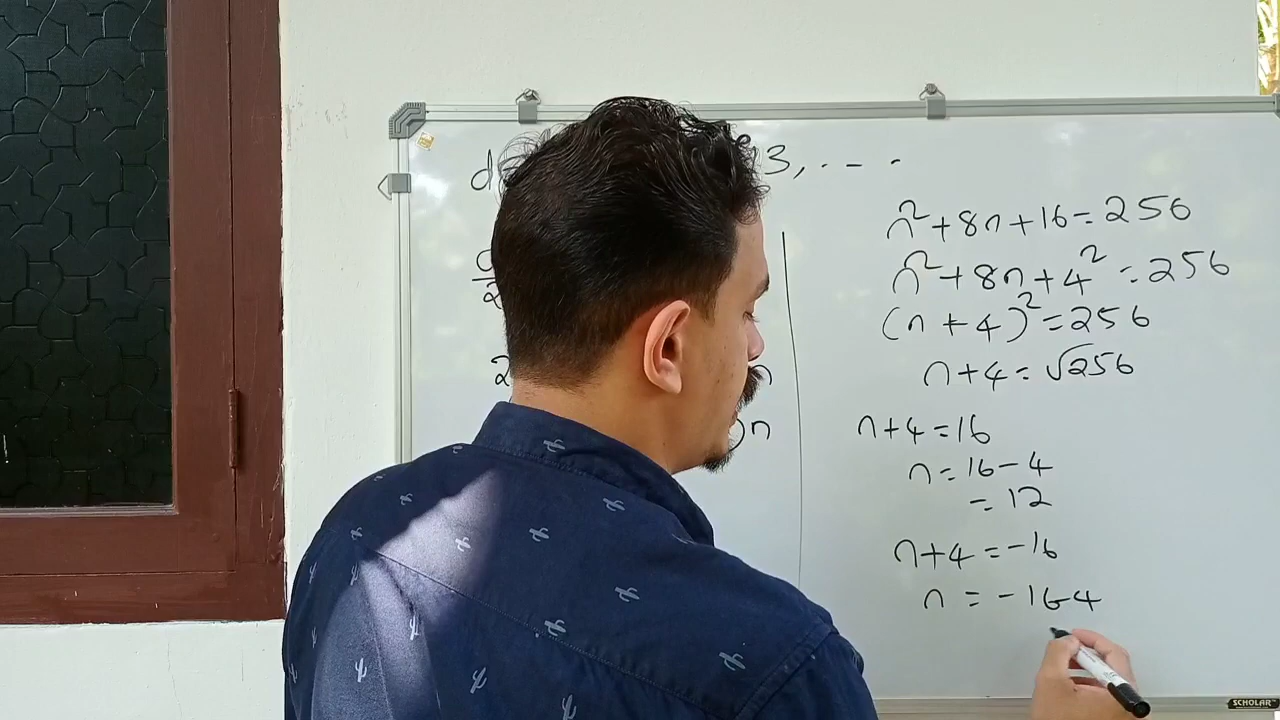 3, . - - .
n
)n
n²+8n+16=256
n²+8n+4²=256
(n+4)²=256
n+4=√256
n+4=16
n=16-4
=12
n+4=-16
n=-16-4
SCHOLAR